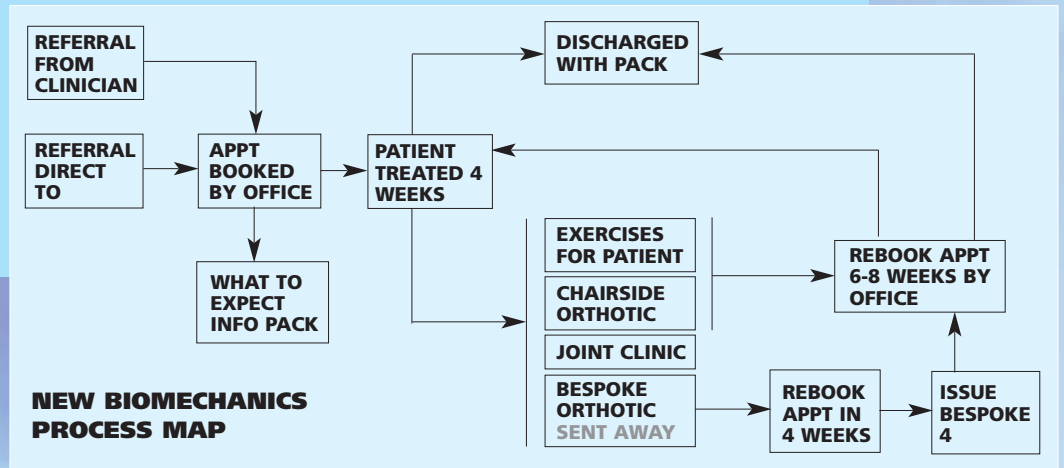 REFERRAL
FROM
CLINICIAN
DISCHARGED
WITH PACK
REFERRAL
DIRECT
TO
APPT
BOOKED
BY OFFICE
PATIENT
TREATED 4
WEEKS
WHAT TO
EXPECT
INFO PACK
EXERCISES
FOR PATIENT
CHAIRSIDE
ORTHOTIC
JOINT CLINIC
BESPOKE
ORTHOTIC
SENT AWAY
REBOOK APPT
6-8 WEEKS BY
OFFICE
REBOOK
APPT IN
4 WEEKS
ISSUE
BESPOKE
4
NEW BIOMECHANICS
PROCESS MAP